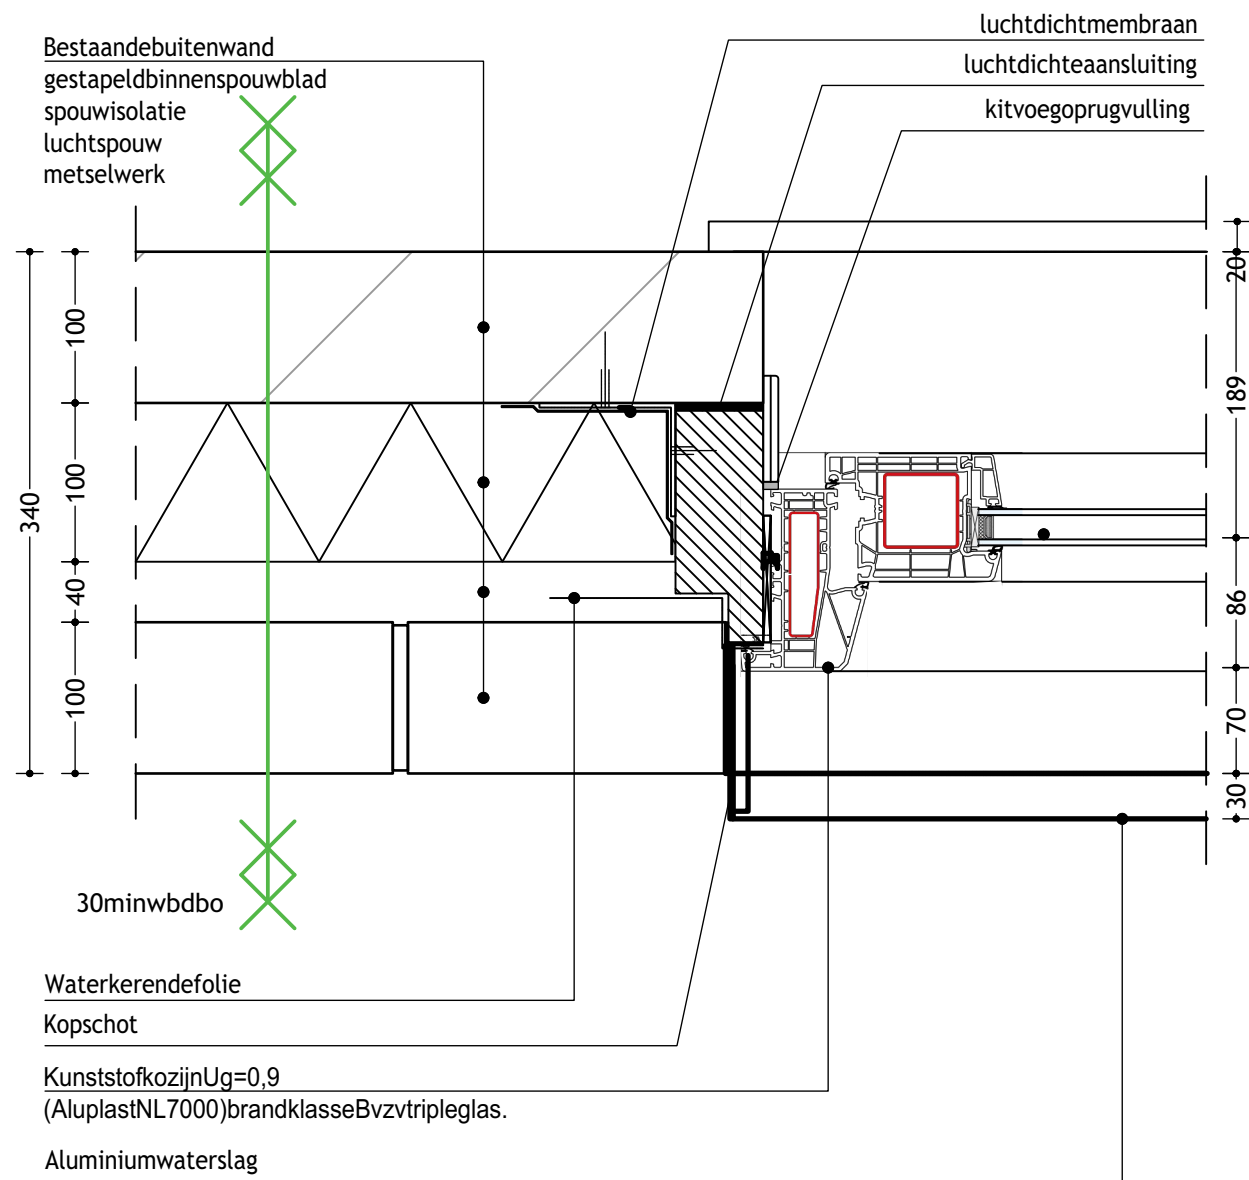 luchtdichtmembraan
Bestaandebuitenwand
luchtdichteaansluiting
gestapeldbinnenspouwblad
kitvoegoprugvulling
spouwisolatie
luchtspouw
metselwerk
20
100
189
340
100
40
86
100
70
30
30minwbdbo
Waterkerendefolie
Kopschot
KunststofkozijnUg=0,9
(AluplastNL7000)brandklasseBvzvtripleglas.
Aluminiumwaterslag